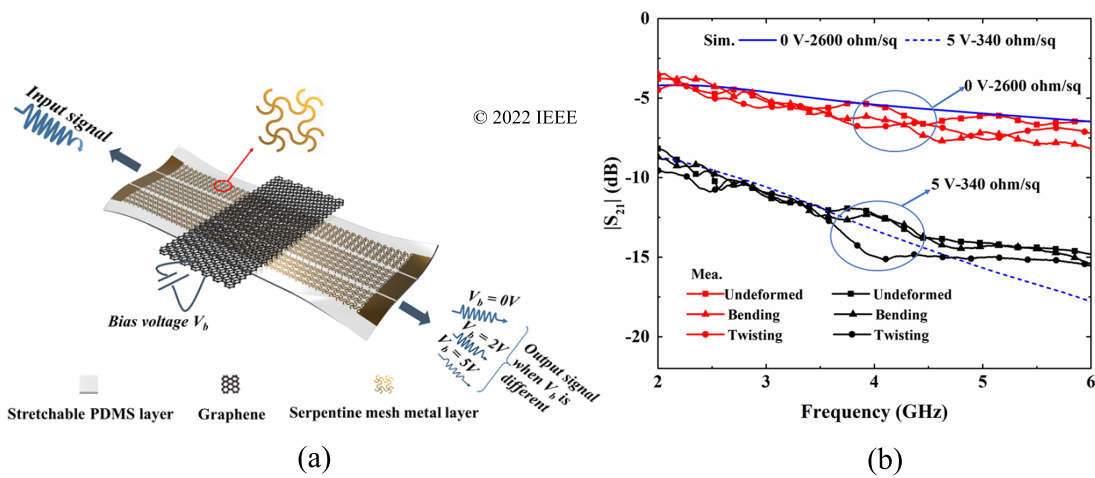 Input signal
© 2022 IEEE
Bias voltage V_b
V_b = 0V
V_b = 2V
V_b = 5V
Output signal
when V_b is
different
Stretchable PDMS layer
Graphene
Serpentine mesh metal layer
(a)
|S21| (dB)
0
-5
-10
-15
-20
Sim.
0 V-2600 ohm/sq
5 V-340 ohm/sq
0 V-2600 ohm/sq
5 V-340 ohm/sq
Mea.
Undeformed
Undeformed
Bending
Bending
Twisting
Twisting
2
3
4
5
6
Frequency (GHz)
(b)